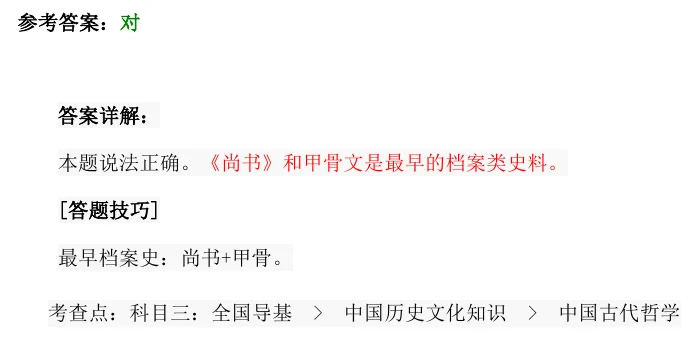 参考答案：对
答案详解：
本题说法正确。《尚书》和甲骨文是最早的档案类史料。
[答题技巧]
最早档案史：尚书+甲骨。
考查点：科目三：全国导基 > 中国历史文化知识 > 中国古代哲学